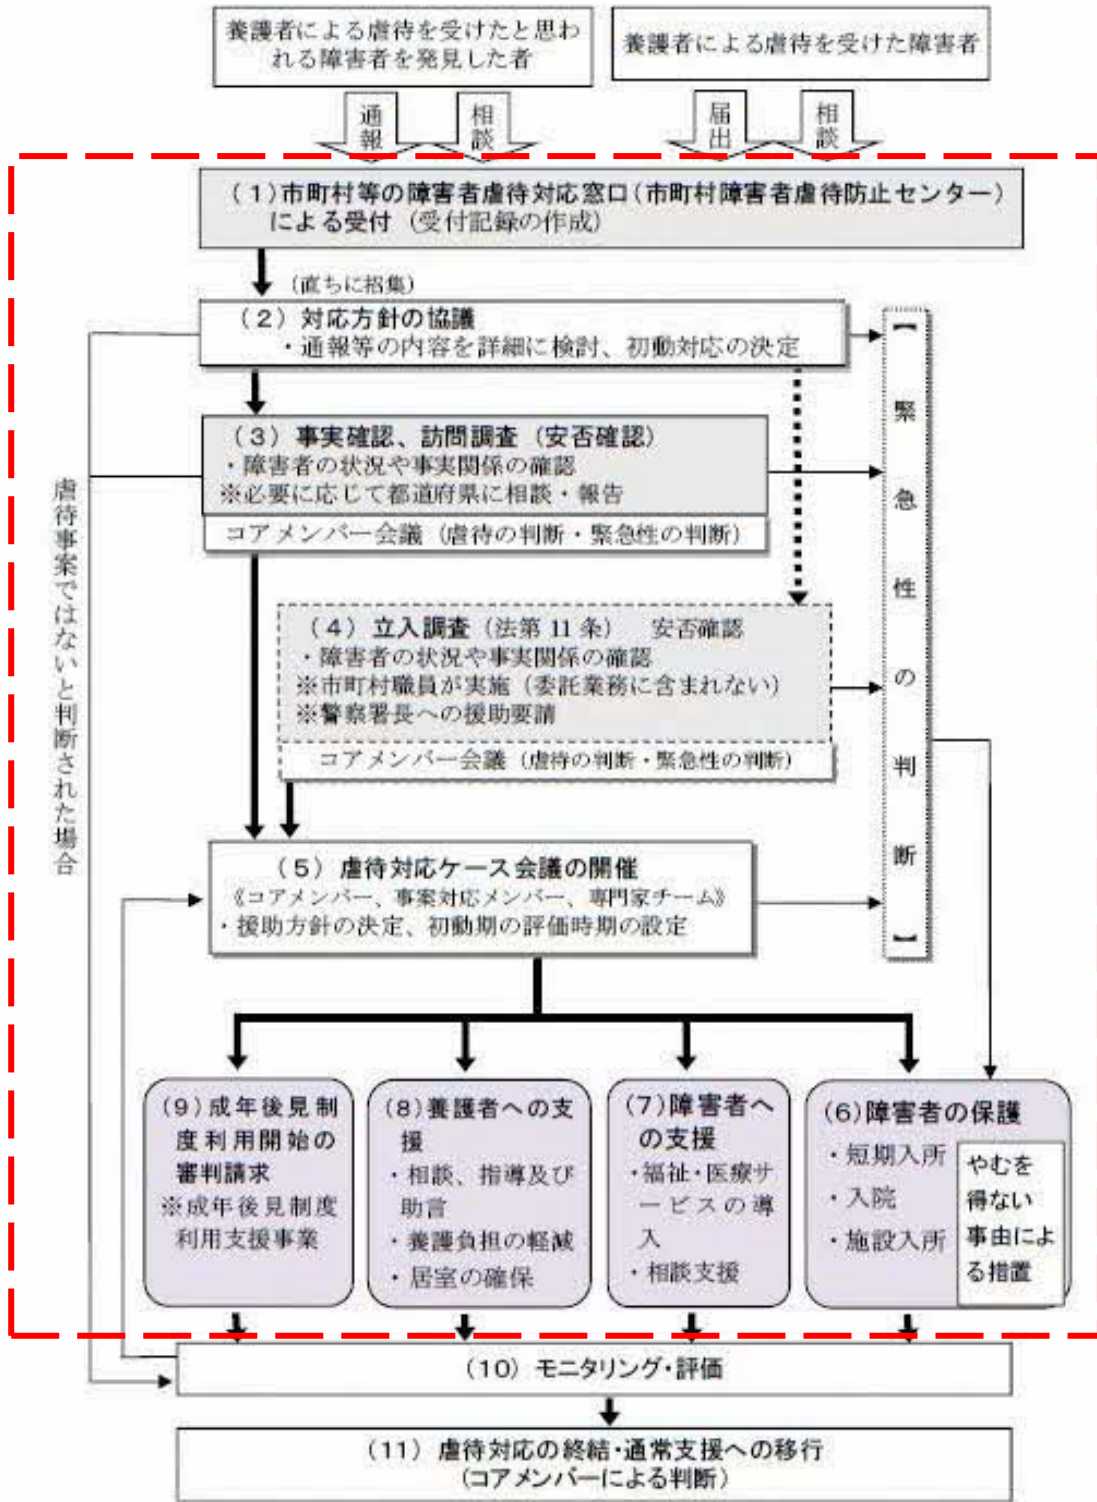 養護者による虐待を受けたと思わ
れる障害者を発見した者
養護者による虐待を受けた障害者
通報
相談
届出
相談
(1)市町村等の障害者虐待対応窓口(市町村障害者虐待防止センター)
による受付(受付記録の作成)
(直ちに招集)
(2)対応方針の協議
・通報等の内容を詳細に検討、初動対応の決定
(3)事実確認、訪問調査(安否確認)
・障害者の状況や事実関係の確認
※必要に応じて都道府県に相談・報告
コアメンバー会議(虐待の判断・緊急性の判断)
(4)立入調査(法第 11 条) 安否確認
・障害者の状況や事実関係の確認
※市町村職員が実施(委託業務に含まれない)
※警察署長への援助要請
コアメンバー会議(虐待の判断・緊急性の判断)
【緊急性の判断】
虐待事案ではないと判断された場合
(5)虐待対応ケース会議の開催
《コアメンバー、事案対応メンバー、専門家チーム》
・援助方針の決定、初動期の評価時期の設定
(9)成年後見制
度利用開始の
審判請求
※成年後見制度
利用支援事業
(8)養護者への支
援
・相談、指導及び
助言
・養護負担の軽減
・居室の確保
(7)障害者へ
の支援
・福祉・医療サ
ービスの導
入
・相談支援
(6)障害者の保護
・短期入所
・入院
・施設入所
やむを
得ない
事由によ
る措置
(10)モニタリング・評価
(11)虐待対応の終結・通常支援への移行
(コアメンバーによる判断)